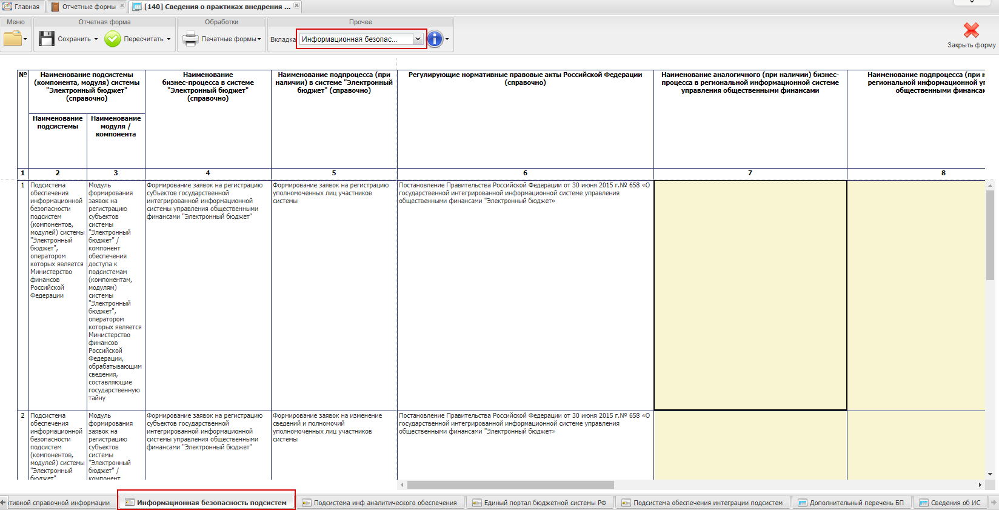 Главная
Отчетные формы
[140] Сведения о практиках внедрения ...
Меню
Отчетная форма
Обработки
Прочее
Сохранить
Пересчитать
Печатные формы
Вкладка
Информационная безопас...
Закрыть форму
№
Наименование подсистемы
(компонента, модуля) системы
"Электронный бюджет"
(справочно)
Наименование
бизнес-процесса в системе
"Электронный бюджет"
(справочно)
Наименование подпроцесса (при
наличии) в системе "Электронный
бюджет" (справочно)
Регулирующие нормативные правовые акты Российской Федерации
(справочно)
Наименование аналогичного (при наличии) бизнес-
процесса в региональной информационной системе
управления общественными финансами
Наименование подпроцесса (при н
региональной информационной уп
общественными финансам
Наименование
подсистемы
Наименование
модуля /
компонента
1
2
3
4
5
6
7
8
1
Подсистема
обеспечения
информационной
безопасности
подсистем
(компонентов,
модулей) системы
"Электронный
бюджет",
оператором
которых является
Министерство
финансов
Российской
Федерации
Модуль
формирования
заявок на
регистрацию
субъектов
системы
"Электронный
бюджет" /
компонент
обеспечения
доступа к
подсистемам
(компонентам,
модулям)
системы
"Электронный
бюджет",
оператором
которых является
Министерство
финансов
Российской
Федерации,
обрабатывающим
сведения,
составляющие
государственную
тайну
Формирование заявок на регистрацию
субъектов государственной
интегрированной информационной
системы управления общественными
финансами "Электронный бюджет"
Формирование заявок на регистрацию
уполномоченных лиц участников
системы
Постановление Правительства Российской Федерации от 30 июня 2015 г.№ 658 «О
государственной интегрированной информационной системе управления
общественными финансами "Электронный бюджет»
2
Подсистема
обеспечения
информационной
безопасности
подсистем
(компонентов,
модулей) системы
"Электронный
бюджет",
Модуль
формирования
заявок на
регистрацию
субъектов
системы
"Электронный
бюджет" /
компонент
Формирование заявок на регистрацию
субъектов государственной
интегрированной информационной
системы управления общественными
финансами "Электронный бюджет"
Формирование заявок на изменение
сведений и полномочий
уполномоченных лиц участников
системы
Постановление Правительства Российской Федерации от 30 июня 2015 г.№ 658 «О
государственной интегрированной информационной системе управления
общественными финансами "Электронный бюджет»
тивной справочной информации
Информационная безопасность подсистем
Подсистема инф аналитического обеспечения
Единый портал бюджетной системы РФ
Подсистема обеспечения интеграции подсистем
Дополнительный перечень БП
Сведения об ИС